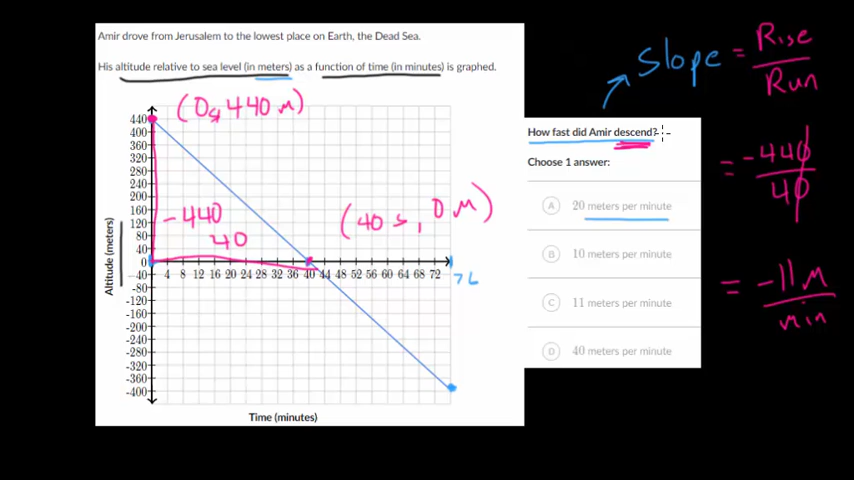 Amir drove from Jerusalem to the lowest place on Earth, the Dead Sea.
His altitude relative to sea level (in meters) as a function of time (in minutes) is graphed.
(0s, 440 M)
440
400
360
320
280
240
200
160
120
80
40
0
-40
-80
-120
-160
-200
-240
-280
-320
-360
-400
Altitude (meters)
-440
40
(40 s, 0 M)
4 8 12 16 20 24 28 32 36 40 44 48 52 56 60 64 68 72
76
Time (minutes)
How fast did Amir descend?
Choose 1 answer:
A 20 meters per minute
B 10 meters per minute
C 11 meters per minute
D 40 meters per minute
Slope = Rise
Run
= -440
40
= -11 M
min